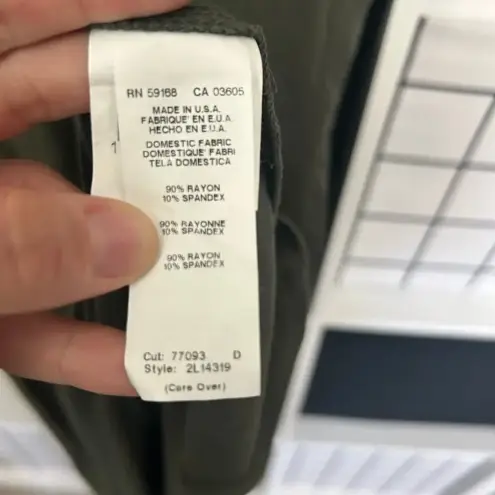 RN 59168 CA 03605
MADE IN U.S.A.
FABRIQUE' EN E.U.A.
HECHO EN E.U.A.
DOMESTIC FABRIC
DOMESTIQUE' FABRI
TELA DOMESTICA
90% RAYON
10% SPANDEX
90% RAYONNE
10% SPANDEX
90% RAYON
10% SPANDEX
Cut: 77093 D
Style: 2L14319
(Care Over)